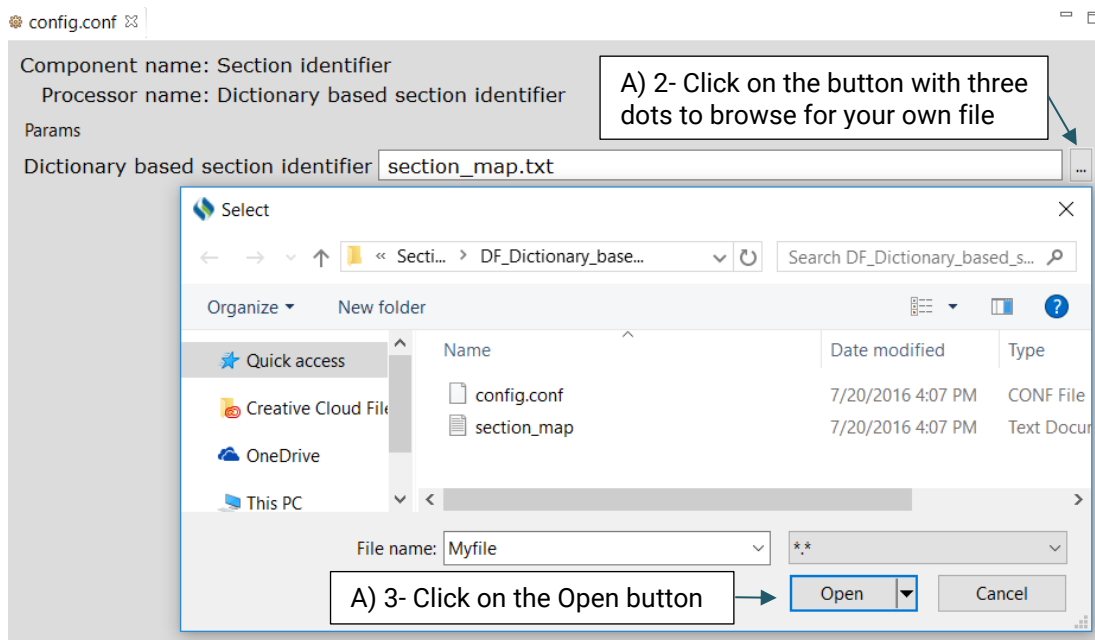 config.conf
Component name: Section identifier
Processor name: Dictionary based section identifier
A) 2- Click on the button with three
dots to browse for your own file
Params
Dictionary based section identifier section_map.txt ...
Select
« Secti... > DF_Dictionary_base... Search DF_Dictionary_based_s...
Organize New folder ?
Name Date modified Type
Quick access
config.conf 7/20/2016 4:07 PM CONF File
Creative Cloud File
section_map 7/20/2016 4:07 PM Text Docur
OneDrive
This PC
File name: Myfile *.*
A) 3- Click on the Open button Open Cancel